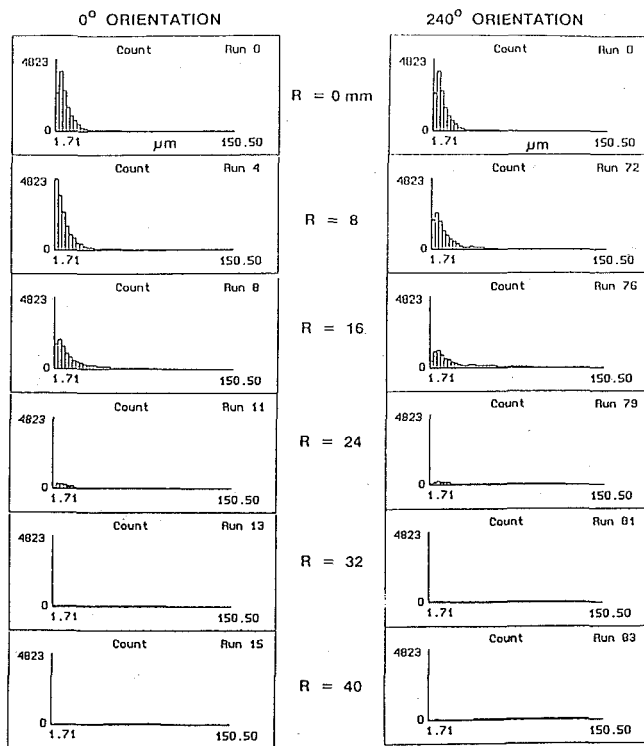 0° ORIENTATION
240° ORIENTATION
Count Run 0
4823
0
1.71 µm 150.50
R = 0 mm
Count Run 0
4823
0
1.71 µm 150.50
Count Run 4
4823
0
1.71 150.50
R = 8
Count Run 72
4823
0
1.71 150.50
Count Run 8
4823
0
1.71 150.50
R = 16
Count Run 76
4823
0
1.71 150.50
Count Run 11
4823
0
1.71 150.50
R = 24
Count Run 79
4823
0
1.71 150.50
Count Run 13
4823
0
1.71 150.50
R = 32
Count Run 81
4823
0
1.71 150.50
Count Run 15
4823
0
1.71 150.50
R = 40
Count Run 83
4823
0
1.71 150.50